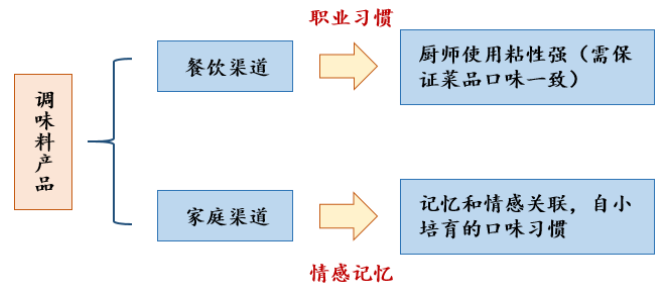 调味料产品
餐饮渠道
职业习惯
厨师使用粘性强（需保
证菜品口味一致）
家庭渠道
情感记忆
记忆和情感关联，自小
培育的口味习惯